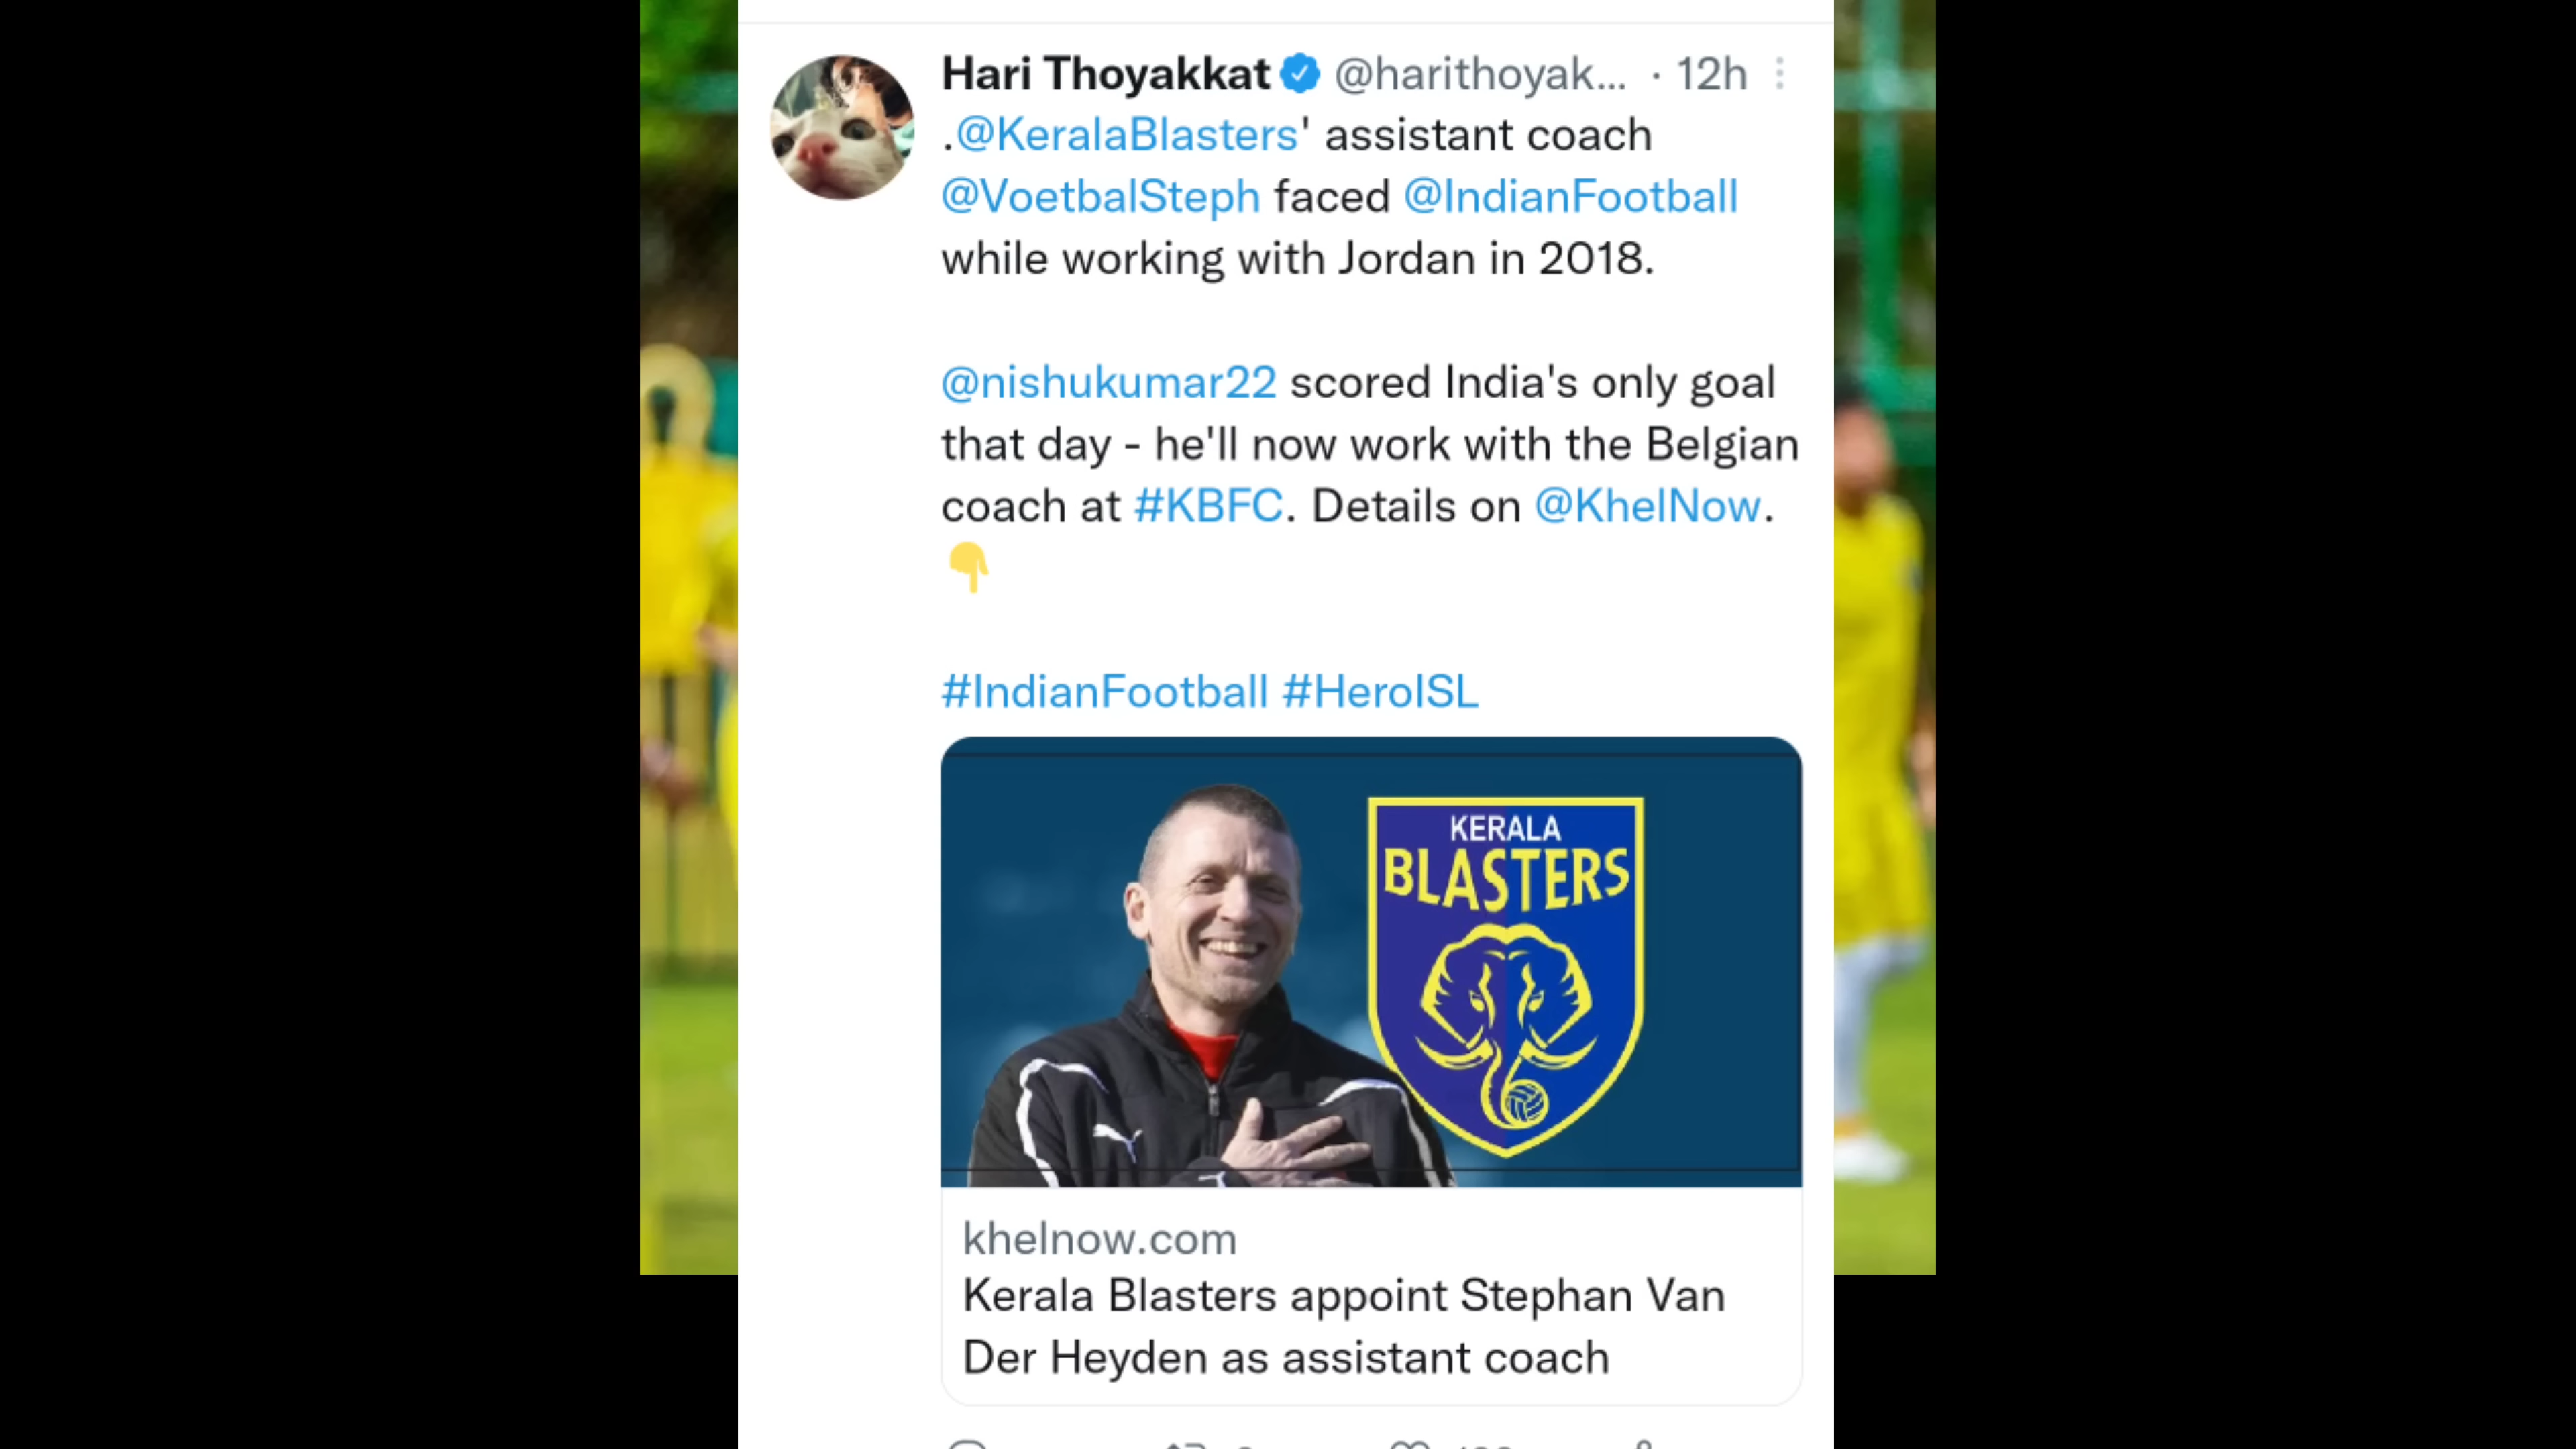 Hari Thoyakkat @harithoyak... · 12h
.@KeralaBlasters' assistant coach
@VoetbalSteph faced @IndianFootball
while working with Jordan in 2018.
@nishukumar22 scored India's only goal
that day - he'll now work with the Belgian
coach at #KBFC. Details on @KhelNow.
👇
#IndianFootball #HeroISL
KERALA
BLASTERS
khelnow.com
Kerala Blasters appoint Stephan Van
Der Heyden as assistant coach